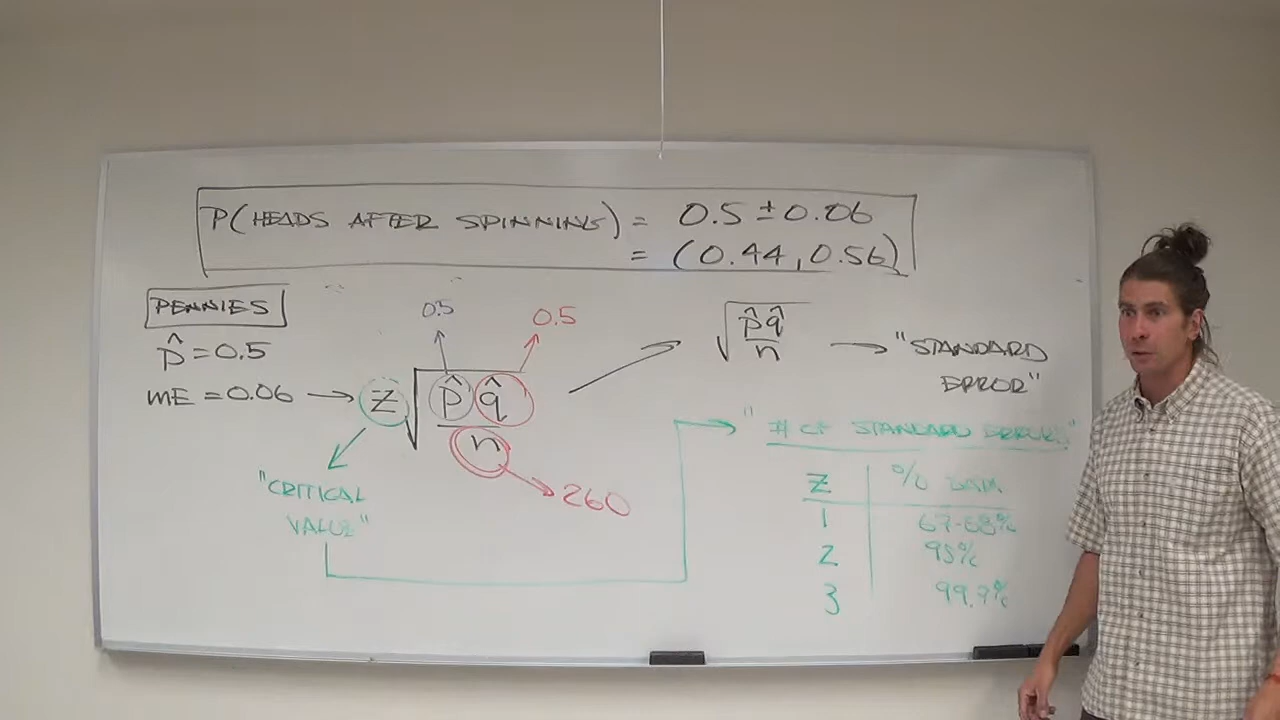 P(HEADS AFTER SPINNING) = 0.5 ± 0.06
= (0.44, 0.56)
PENNIES
p̂ = 0.5
ME = 0.06 → z √(p̂ q̂ / n)
0.5
0.5
260
"CRITICAL
VALUE"
√(p̂q̂ / n) → "STANDARD
ERROR"
"# OF STANDARD ERRORS"
Z | % DATA
1 | 67-68%
2 | 95%
3 | 99.7%